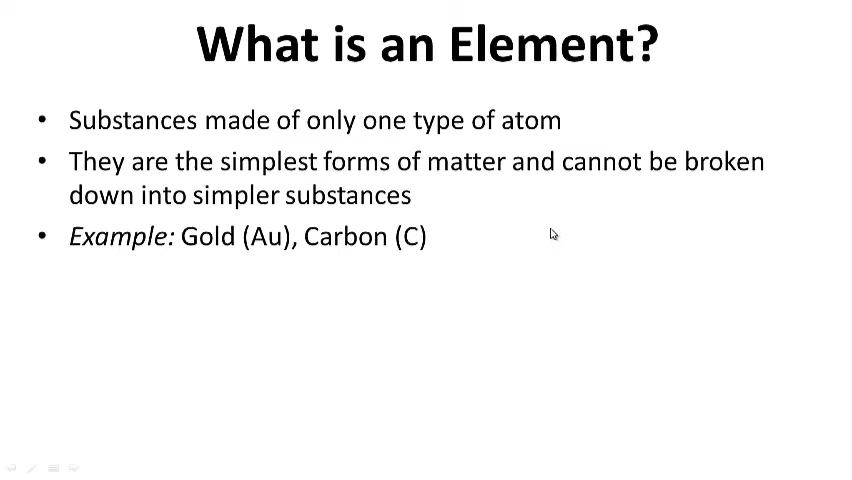 What is an Element?
• Substances made of only one type of atom
• They are the simplest forms of matter and cannot be broken
down into simpler substances
• Example: Gold (Au), Carbon (C)